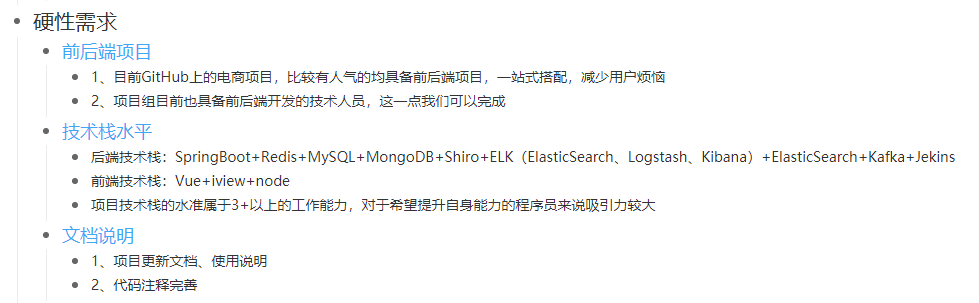 硬性需求
前后端项目
1、目前GitHub上的电商项目，比较有人气的均具备前后端项目，一站式搭配，减少用户烦恼
2、项目组目前也具备前后端开发的技术人员，这一点我们可以完成
技术栈水平
后端技术栈：SpringBoot+Redis+MySQL+MongoDB+Shiro+ELK（ElasticSearch、Logstash、Kibana）+ElasticSearch+Kafka+Jekins
前端技术栈：Vue+iview+node
项目技术栈的水准属于3+以上的工作能力，对于希望提升自身能力的程序员来说吸引力较大
文档说明
1、项目更新文档、使用说明
2、代码注释完善